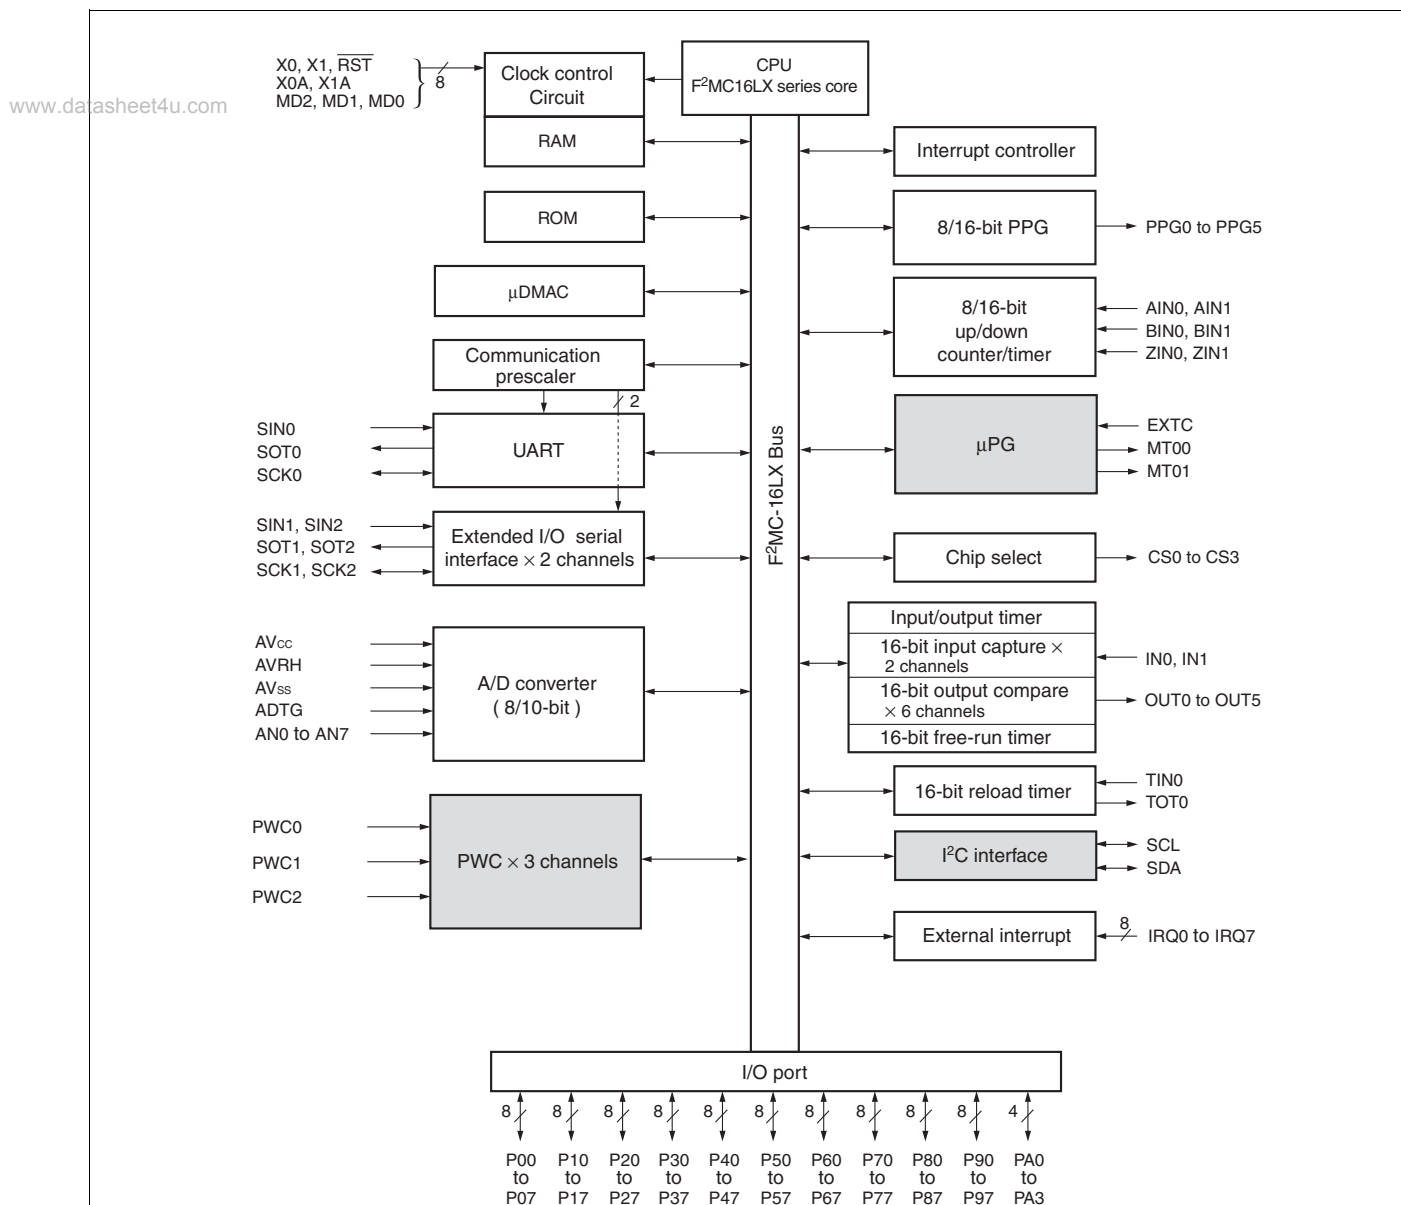 www.datasheet4u.com
X0, X1, RST
X0A, X1A
MD2, MD1, MD0
8
Clock control
Circuit
CPU
F²MC16LX series core
RAM
ROM
µDMAC
Communication
prescaler
2
SIN0
SOT0
SCK0
UART
SIN1, SIN2
SOT1, SOT2
SCK1, SCK2
Extended I/O serial
interface × 2 channels
AVCC
AVRH
AVSS
ADTG
AN0 to AN7
A/D converter
( 8/10-bit )
PWC0
PWC1
PWC2
PWC × 3 channels
F²MC-16LX Bus
Interrupt controller
8/16-bit PPG
PPG0 to PPG5
8/16-bit
up/down
counter/timer
AIN0, AIN1
BIN0, BIN1
ZIN0, ZIN1
µPG
EXTC
MT00
MT01
Chip select
CS0 to CS3
Input/output timer
16-bit input capture ×
2 channels
16-bit output compare
× 6 channels
16-bit free-run timer
IN0, IN1
OUT0 to OUT5
16-bit reload timer
TIN0
TOT0
I²C interface
SCL
SDA
External interrupt
8
IRQ0 to IRQ7
I/O port
8 8 8 8 8 8 8 8 8 8 4
P00 P10 P20 P30 P40 P50 P60 P70 P80 P90 PA0
to to to to to to to to to to to
P07 P17 P27 P37 P47 P57 P67 P77 P87 P97 PA3